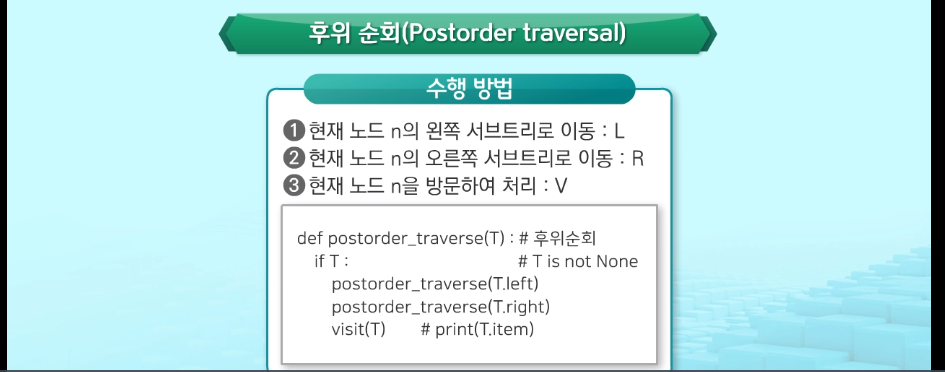 후위 순회(Postorder traversal)
수행 방법
❶ 현재 노드 n의 왼쪽 서브트리로 이동 : L
❷ 현재 노드 n의 오른쪽 서브트리로 이동 : R
❸ 현재 노드 n을 방문하여 처리 : V
def postorder_traverse(T) : # 후위순회
if T : # T is not None
postorder_traverse(T.left)
postorder_traverse(T.right)
visit(T) # print(T.item)